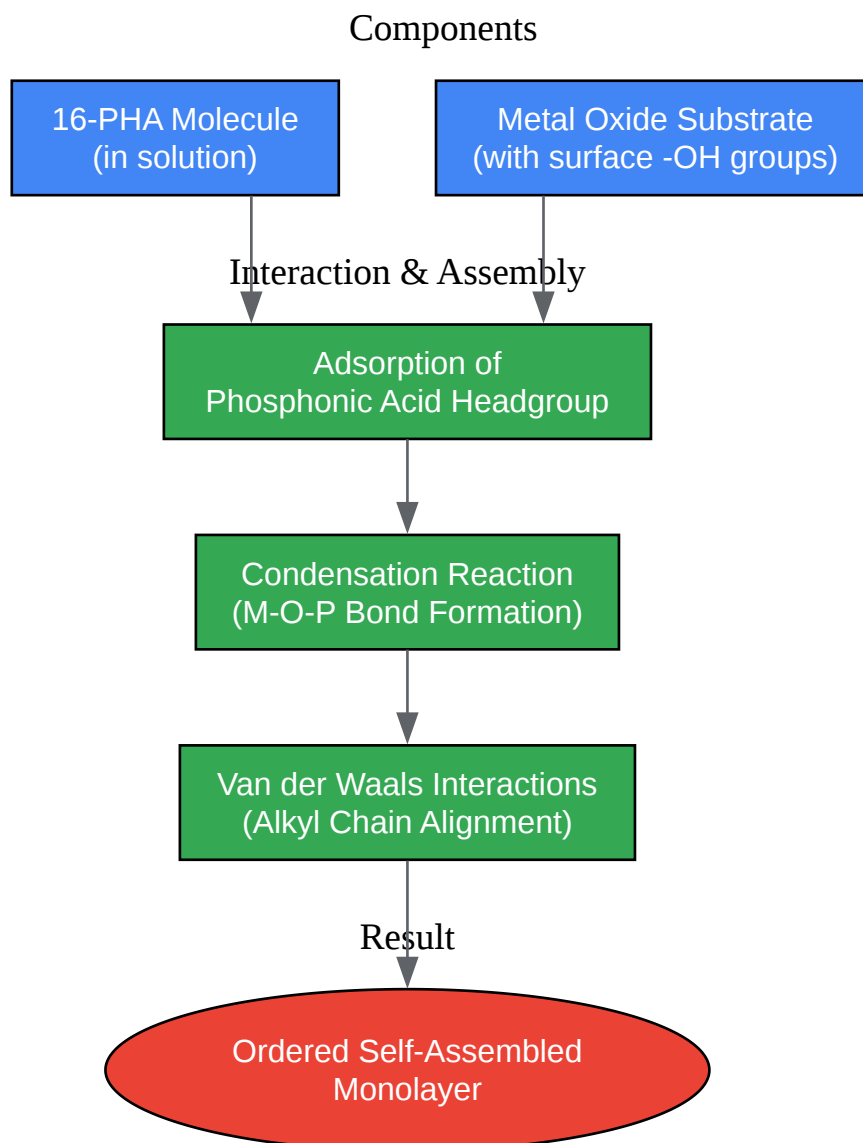 Components
16-PHA Molecule
(in solution)
Metal Oxide Substrate
(with surface -OH groups)
Interaction & Assembly
Adsorption of
Phosphonic Acid Headgroup
Condensation Reaction
(M-O-P Bond Formation)
Van der Waals Interactions
(Alkyl Chain Alignment)
Result
Ordered Self-Assembled
Monolayer